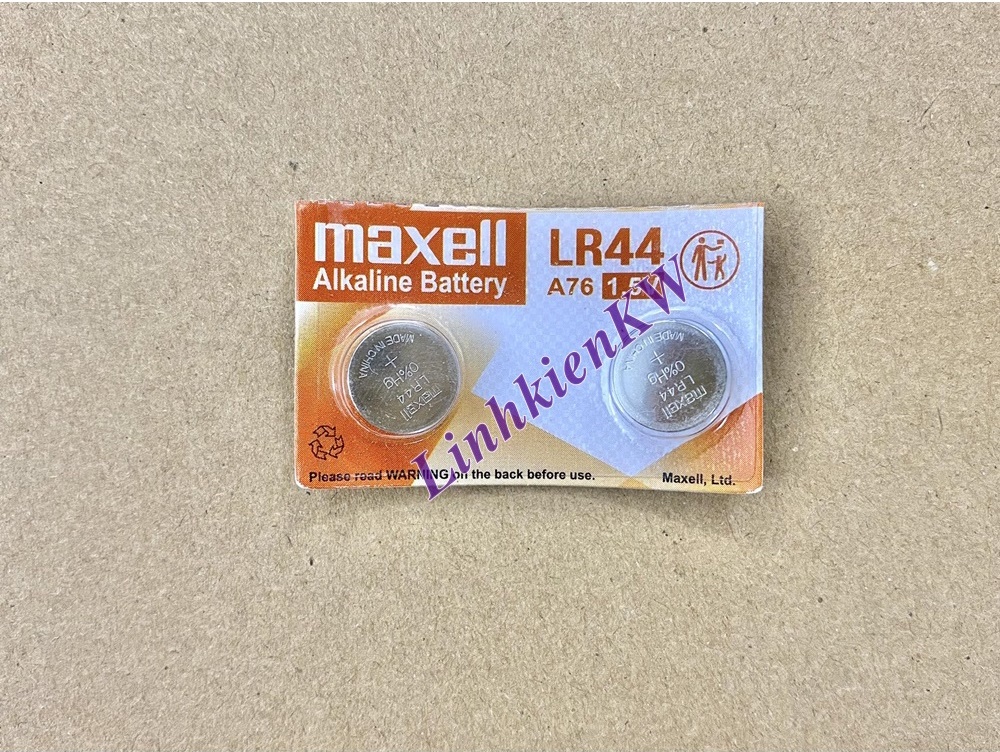 maxell
Alkaline Battery
LR44
A76 1.5V
MADE IN CHINA
+
0%Hg
LR44
maxell
MADE IN CHINA
+
0%Hg
LR44
maxell
LinhkienKW
Please read WARNING on the back before use.
Maxell, Ltd.